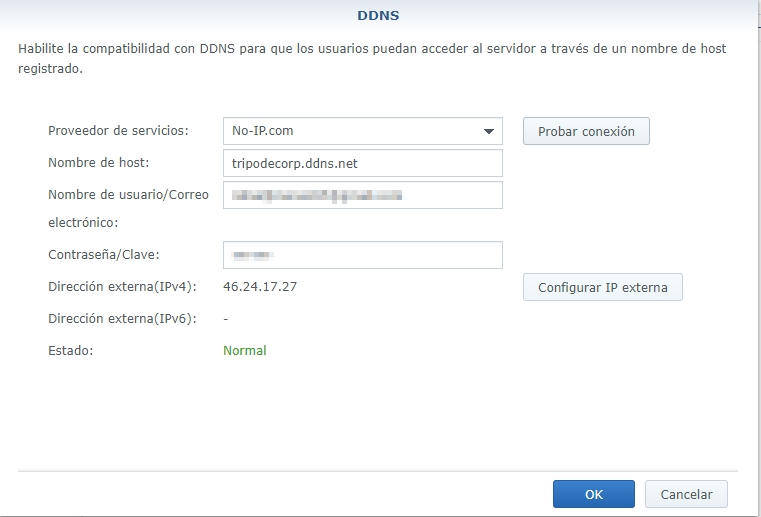 DDNS
Habilite la compatibilidad con DDNS para que los usuarios puedan acceder al servidor a través de un nombre de host
registrado.
Proveedor de servicios: No-IP.com Probar conexión
Nombre de host: tripodecorp.ddns.net
Nombre de usuario/Correo
electrónico:
Contraseña/Clave:
Dirección externa(IPv4): 46.24.17.27 Configurar IP externa
Dirección externa(IPv6): -
Estado: Normal
OK Cancelar